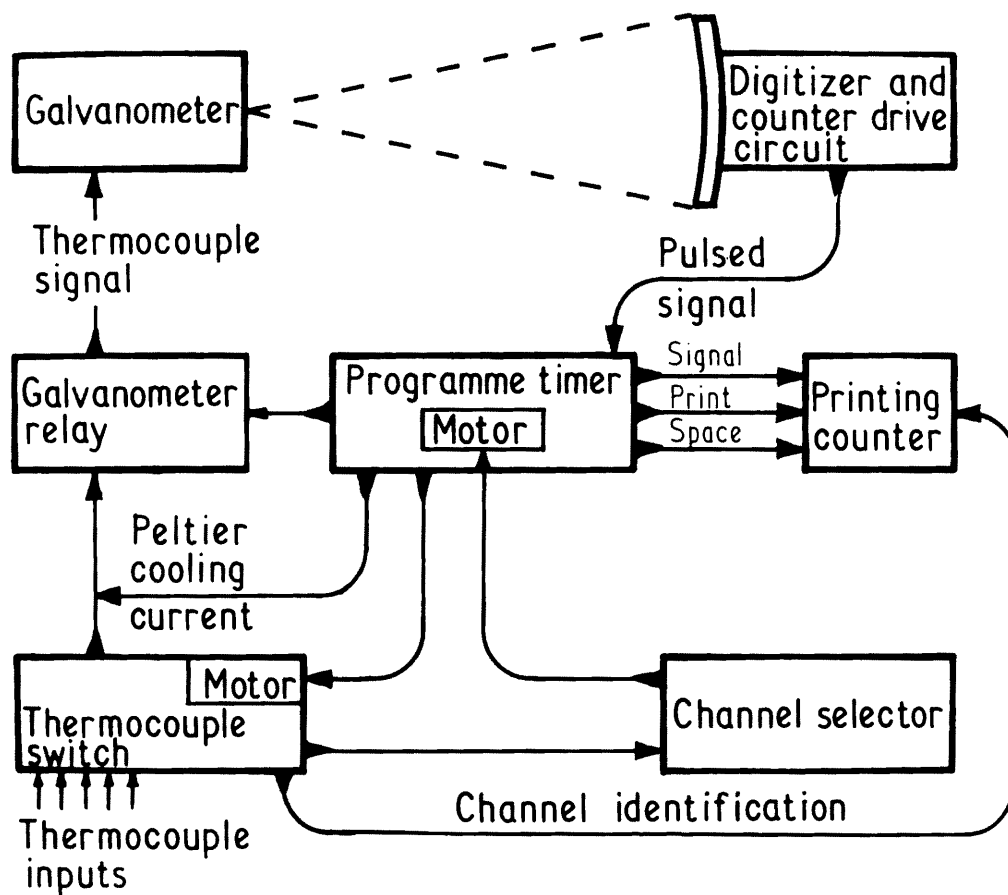 Galvanometer
Digitizer and
counter drive
circuit
Thermocouple
signal
Pulsed
signal
Galvanometer
relay
Programme timer
Motor
Signal
Print
Space
Printing
counter
Peltier
cooling
current
Motor
Thermocouple
switch
Channel selector
Channel identification
Thermocouple
inputs